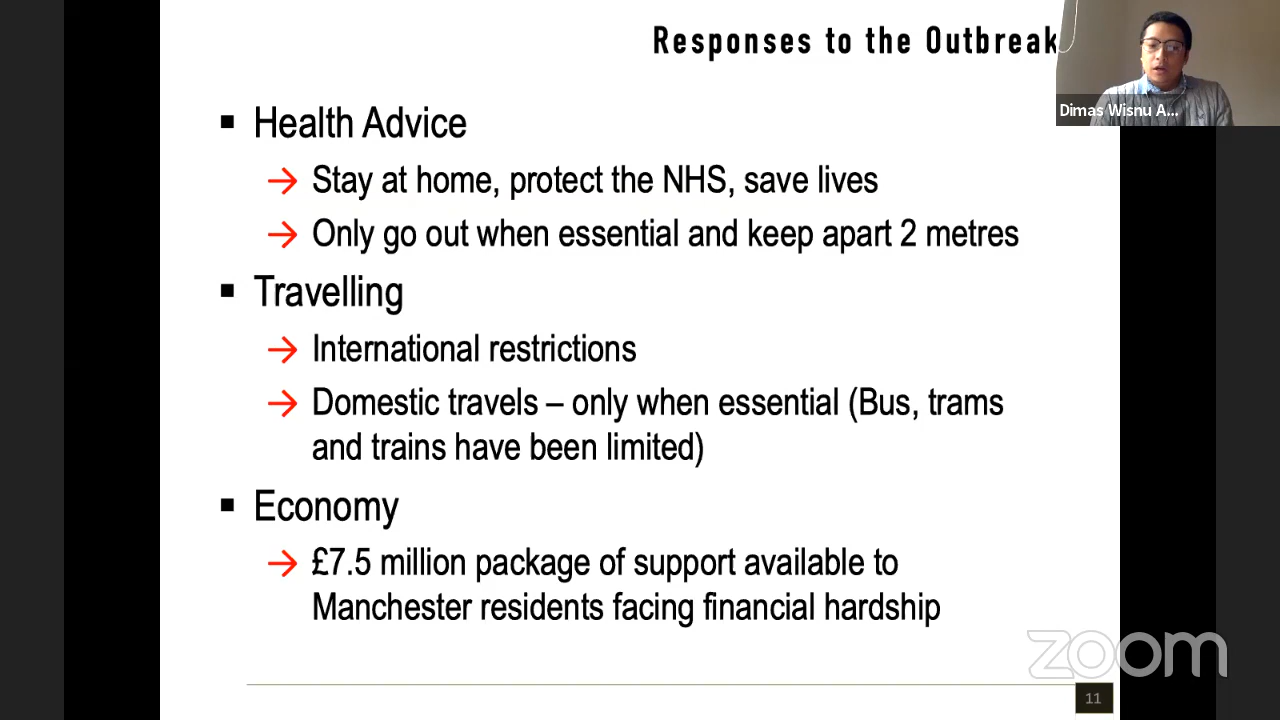 Responses to the Outbreak
Dimas Wisnu A...
▪ Health Advice
→ Stay at home, protect the NHS, save lives
→ Only go out when essential and keep apart 2 metres
▪ Travelling
→ International restrictions
→ Domestic travels – only when essential (Bus, trams
and trains have been limited)
▪ Economy
→ £7.5 million package of support available to
Manchester residents facing financial hardship
zoom
11